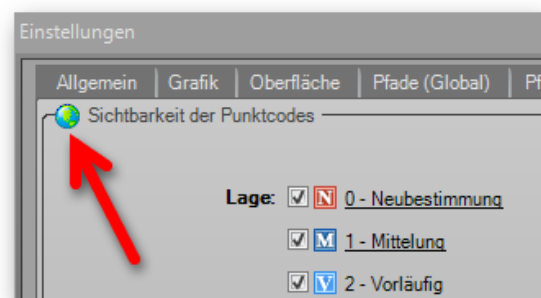 Einstellungen
Allgemein Grafik Oberfläche Pfade (Global)
Sichtbarkeit der Punktcodes
Lage: N 0 - Neubestimmung
M 1 - Mittelung
V 2 - Vorläufig